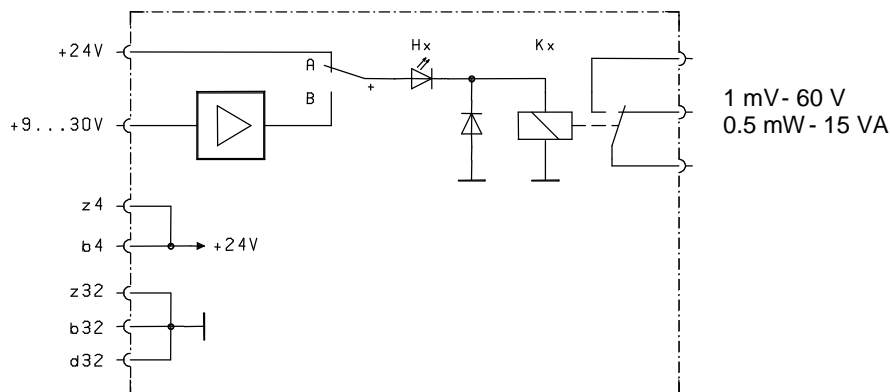 +24V
Hx
Kx
A
+
B
1 mV - 60 V
0.5 mW - 15 VA
+9...30V
z4
b4
+24V
z32
b32
d32